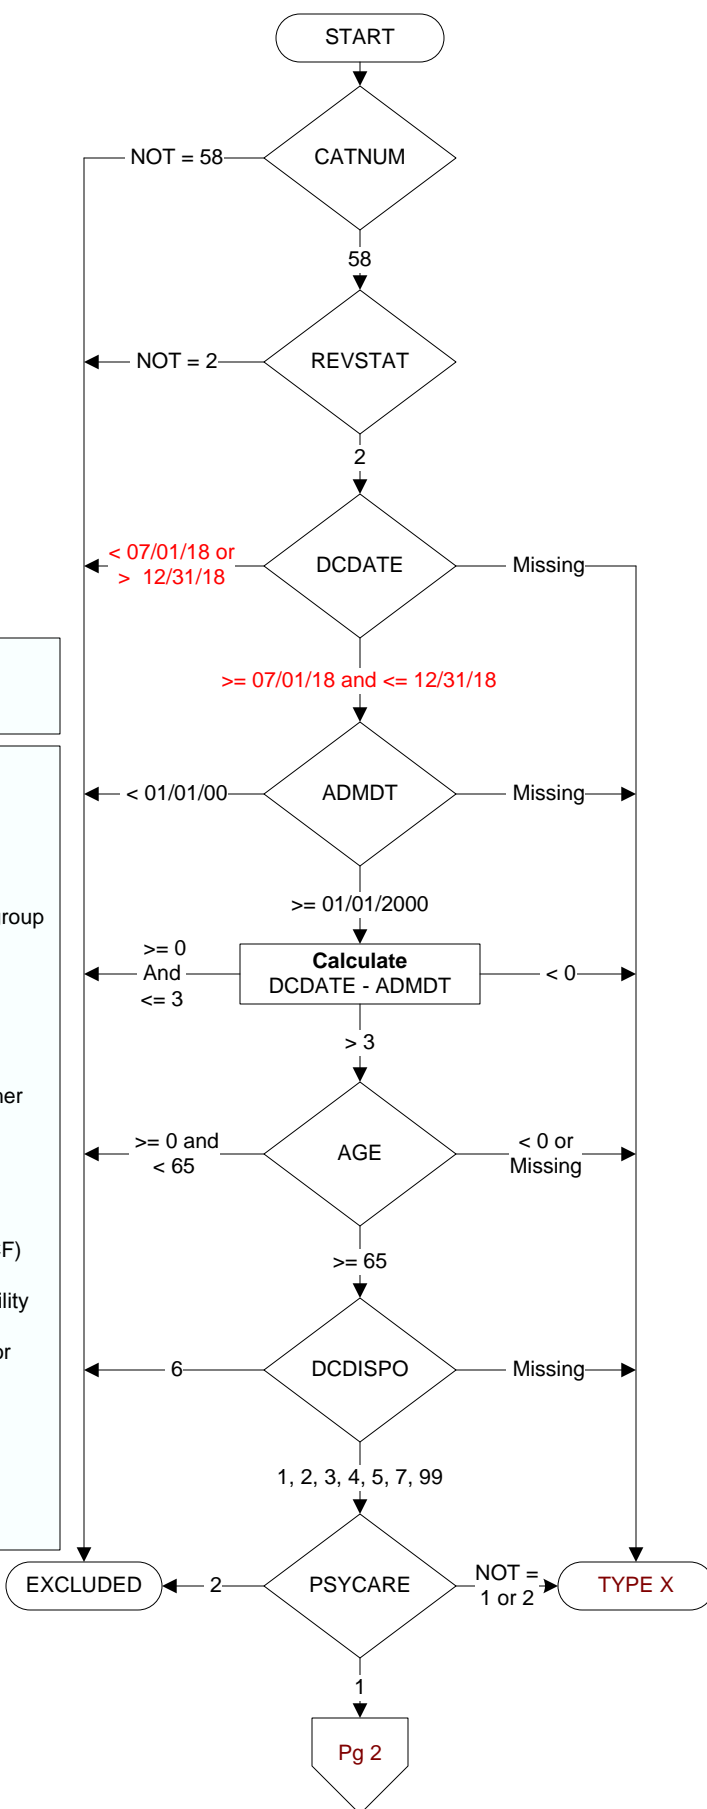 START
CATNUM
NOT = 58
58
REVSTAT
NOT = 2
2
DCDATE
< 07/01/18 or
> 12/31/18
Missing
>= 07/01/18 and <= 12/31/18
ADMDT
< 01/01/00
Missing
>= 01/01/2000
group
Calculate
DCDATE - ADMDT
>= 0
And
<= 3
< 0
> 3
AGE
>= 0 and
< 65
< 0 or
Missing
>= 65
DCDISPO
6
Missing
1, 2, 3, 4, 5, 7, 99
PSYCARE
EXCLUDED
2
NOT =
1 or 2
TYPE X
1
Pg 2